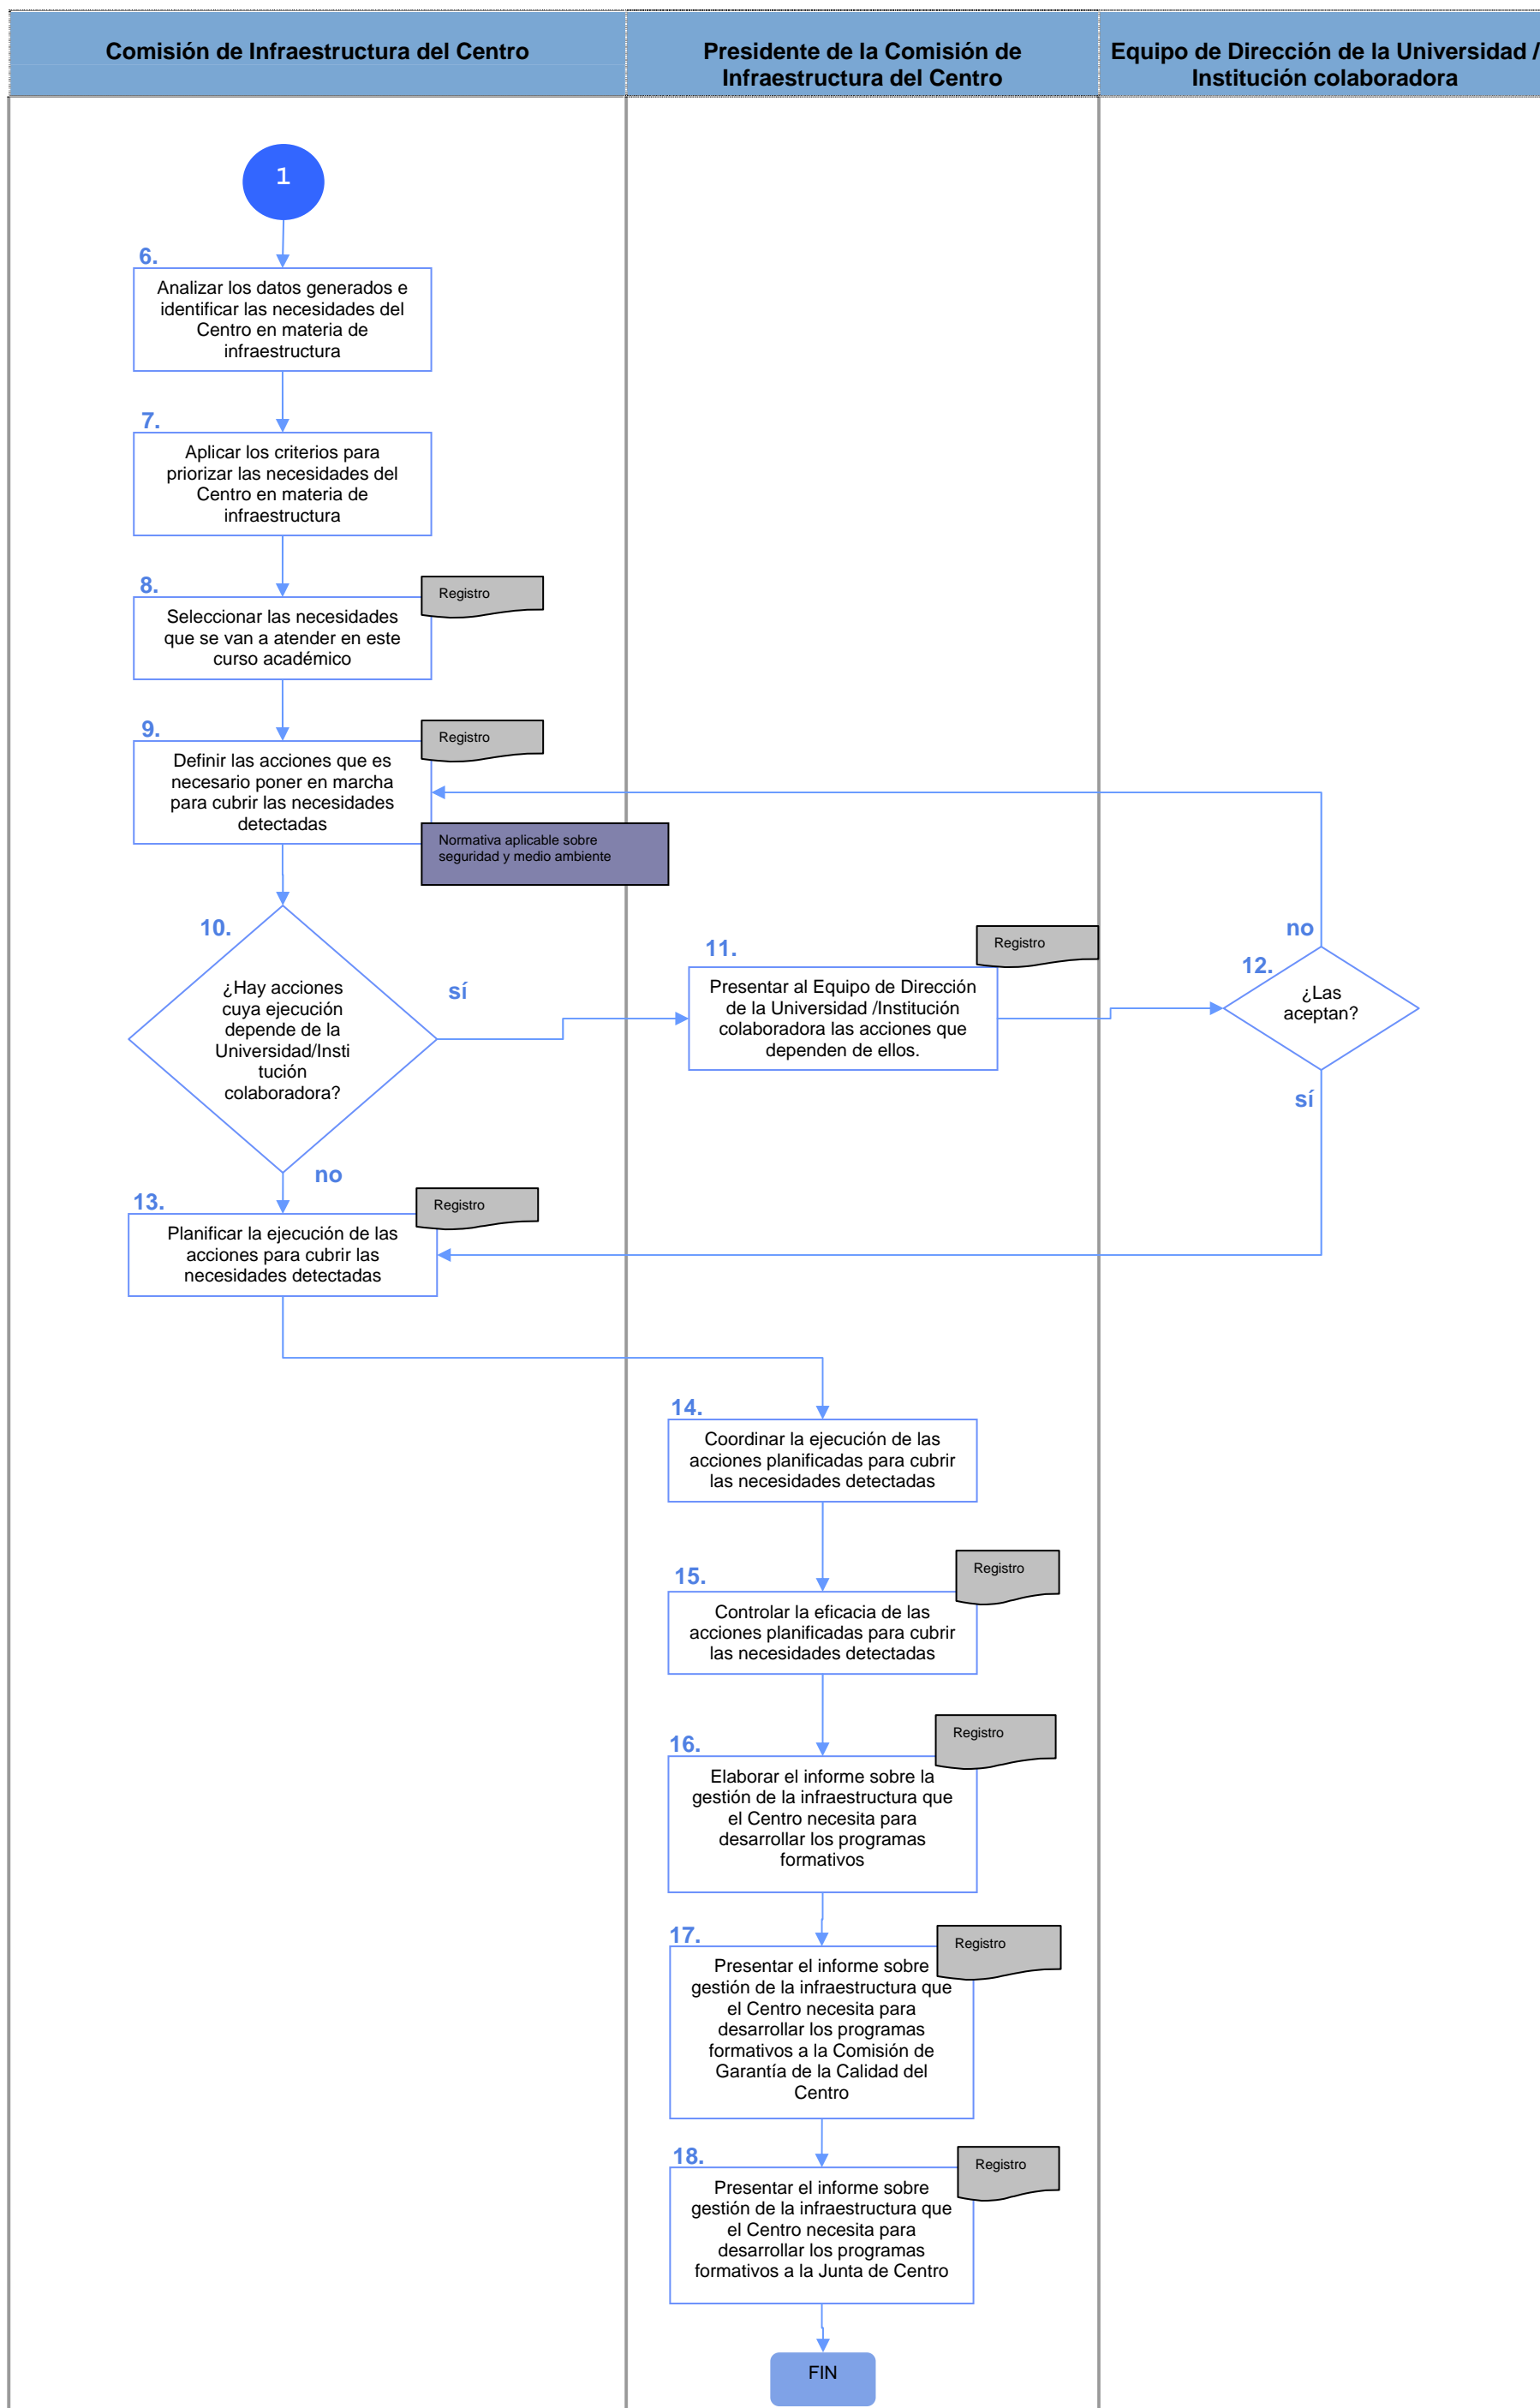 Comisión de Infraestructura del Centro
Presidente de la Comisión de
Infraestructura del Centro
Equipo de Dirección de la Universidad /
Institución colaboradora
1
6.
Analizar los datos generados e
identificar las necesidades del
Centro en materia de
infraestructura
7.
Aplicar los criterios para
priorizar las necesidades del
Centro en materia de
infraestructura
8.
Registro
Seleccionar las necesidades
que se van a atender en este
curso académico
9.
Registro
Definir las acciones que es
necesario poner en marcha
para cubrir las necesidades
detectadas
Normativa aplicable sobre
seguridad y medio ambiente
10.
¿Hay acciones
cuya ejecución
depende de la
Universidad/Insti
tución
colaboradora?
sí
no
11.
Registro
Presentar al Equipo de Dirección
de la Universidad /Institución
colaboradora las acciones que
dependen de ellos.
no
12.
¿Las
aceptan?
sí
13.
Registro
Planificar la ejecución de las
acciones para cubrir las
necesidades detectadas
14.
Coordinar la ejecución de las
acciones planificadas para cubrir
las necesidades detectadas
15.
Registro
Controlar la eficacia de las
acciones planificadas para cubrir
las necesidades detectadas
16.
Registro
Elaborar el informe sobre la
gestión de la infraestructura que
el Centro necesita para
desarrollar los programas
formativos
17.
Registro
Presentar el informe sobre
gestión de la infraestructura que
el Centro necesita para
desarrollar los programas
formativos a la Comisión de
Garantía de la Calidad del
Centro
18.
Registro
Presentar el informe sobre
gestión de la infraestructura que
el Centro necesita para
desarrollar los programas
formativos a la Junta de Centro
FIN